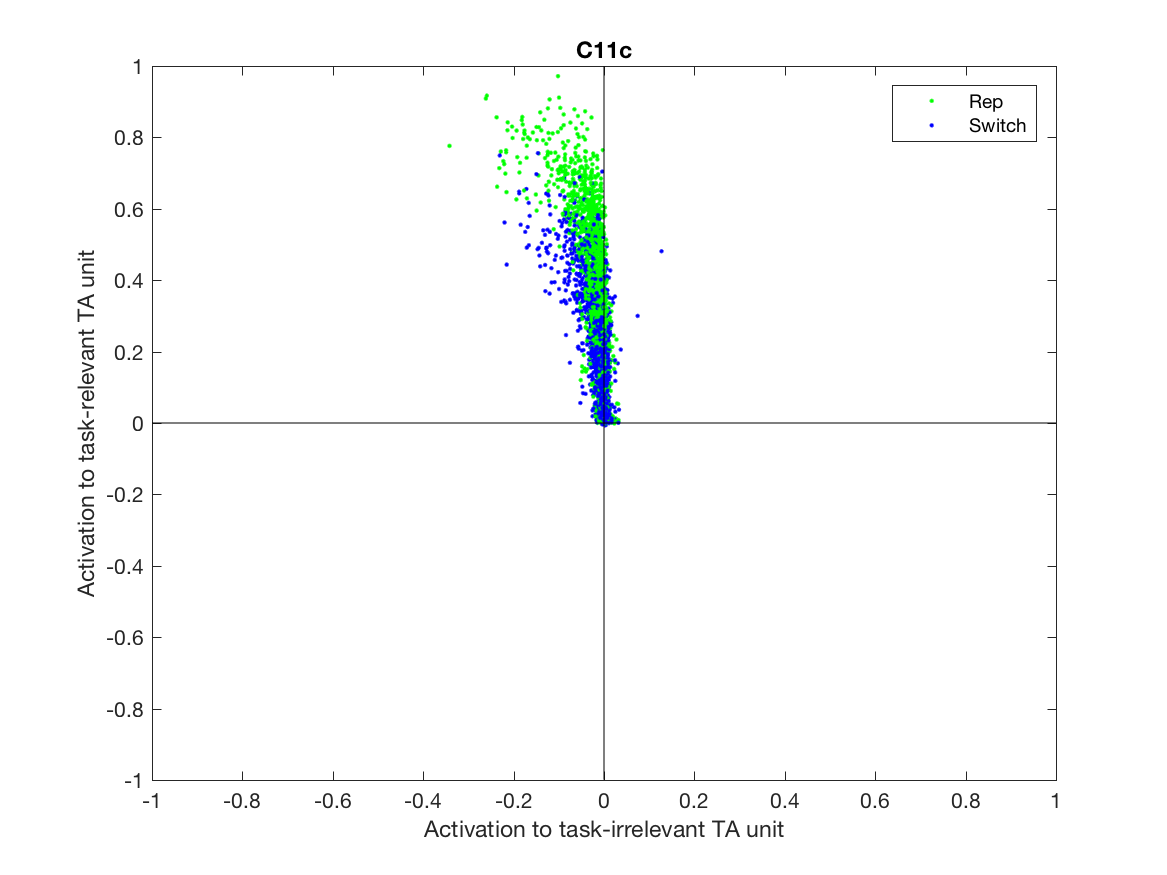 C11c
Rep
Switch
Activation to task-relevant TA unit
1
0.8
0.6
0.4
0.2
0
-0.2
-0.4
-0.6
-0.8
-1
-1 -0.8 -0.6 -0.4 -0.2 0 0.2 0.4 0.6 0.8 1
Activation to task-irrelevant TA unit